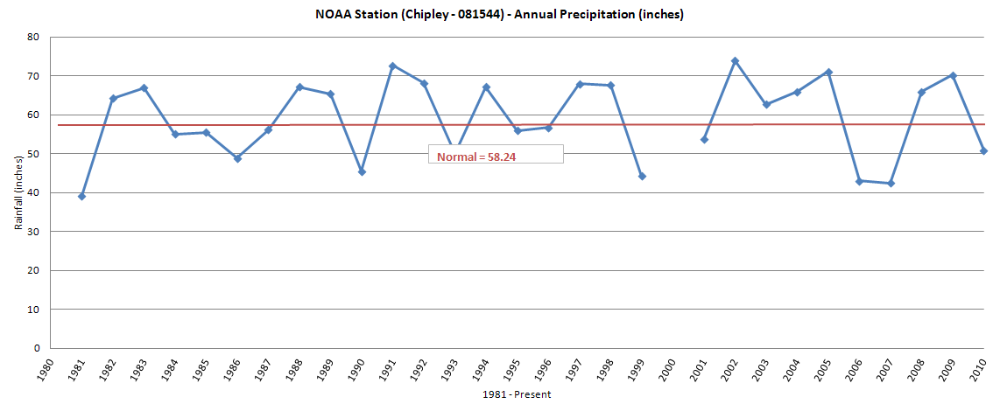 NOAA Station (Chipley - 081544) - Annual Precipitation (inches)
80
70
60
50
40
30
20
10
0
Rainfall (inches)
Normal = 58.24
1980 1981 1982 1983 1984 1985 1986 1987 1988 1989 1990 1991 1992 1993 1994 1995 1996 1997 1998 1999 2000 2001 2002 2003 2004 2005 2006 2007 2008 2009 2010
1981 - Present